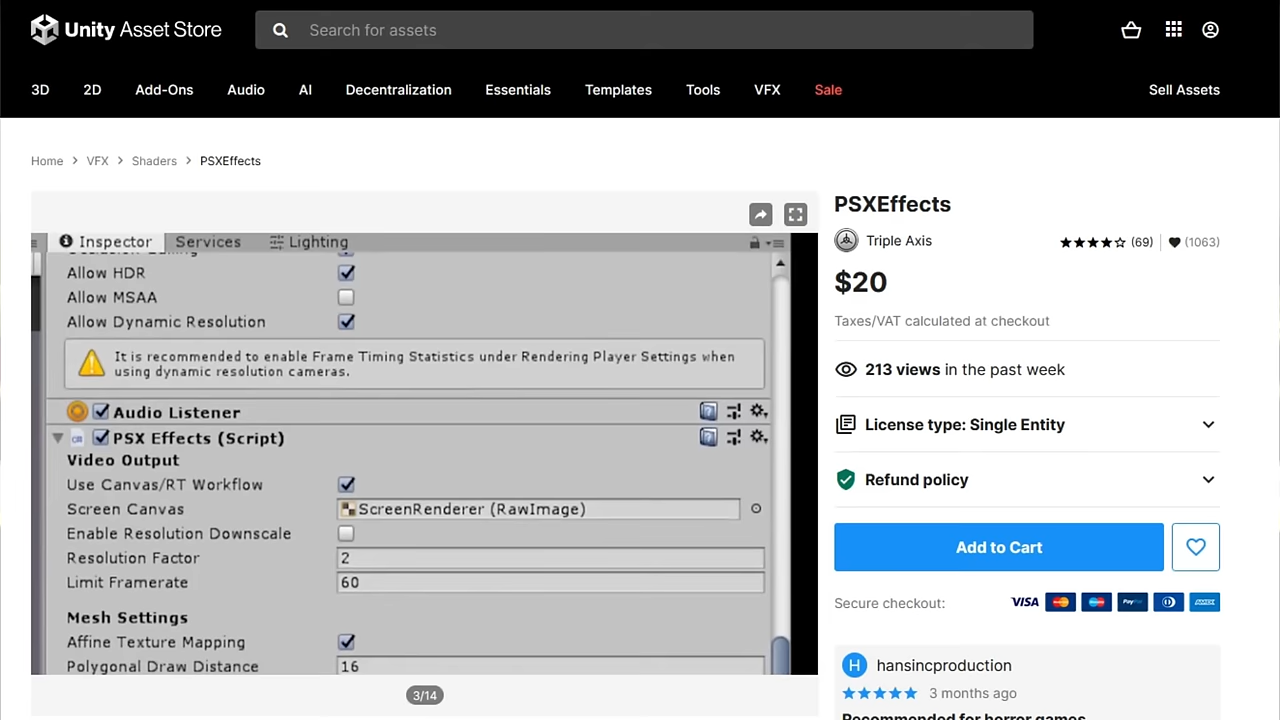 Unity Asset Store
Search for assets
3D 2D Add-Ons Audio AI Decentralization Essentials Templates Tools VFX Sale Sell Assets
Home > VFX > Shaders > PSXEffects
Inspector Services Lighting
Allow HDR
Allow MSAA
Allow Dynamic Resolution
It is recommended to enable Frame Timing Statistics under Rendering Player Settings when
using dynamic resolution cameras.
Audio Listener
PSX Effects (Script)
Video Output
Use Canvas/RT Workflow
Screen Canvas ScreenRenderer (RawImage)
Enable Resolution Downscale
Resolution Factor 2
Limit Framerate 60
Mesh Settings
Affine Texture Mapping
Polygonal Draw Distance 16
3/14
PSXEffects
Triple Axis (69) (1063)
$20
Taxes/VAT calculated at checkout
213 views in the past week
License type: Single Entity
Refund policy
Add to Cart
Secure checkout: VISA PayPal AMEX
H hansincproduction
3 months ago
Recommended for horror games